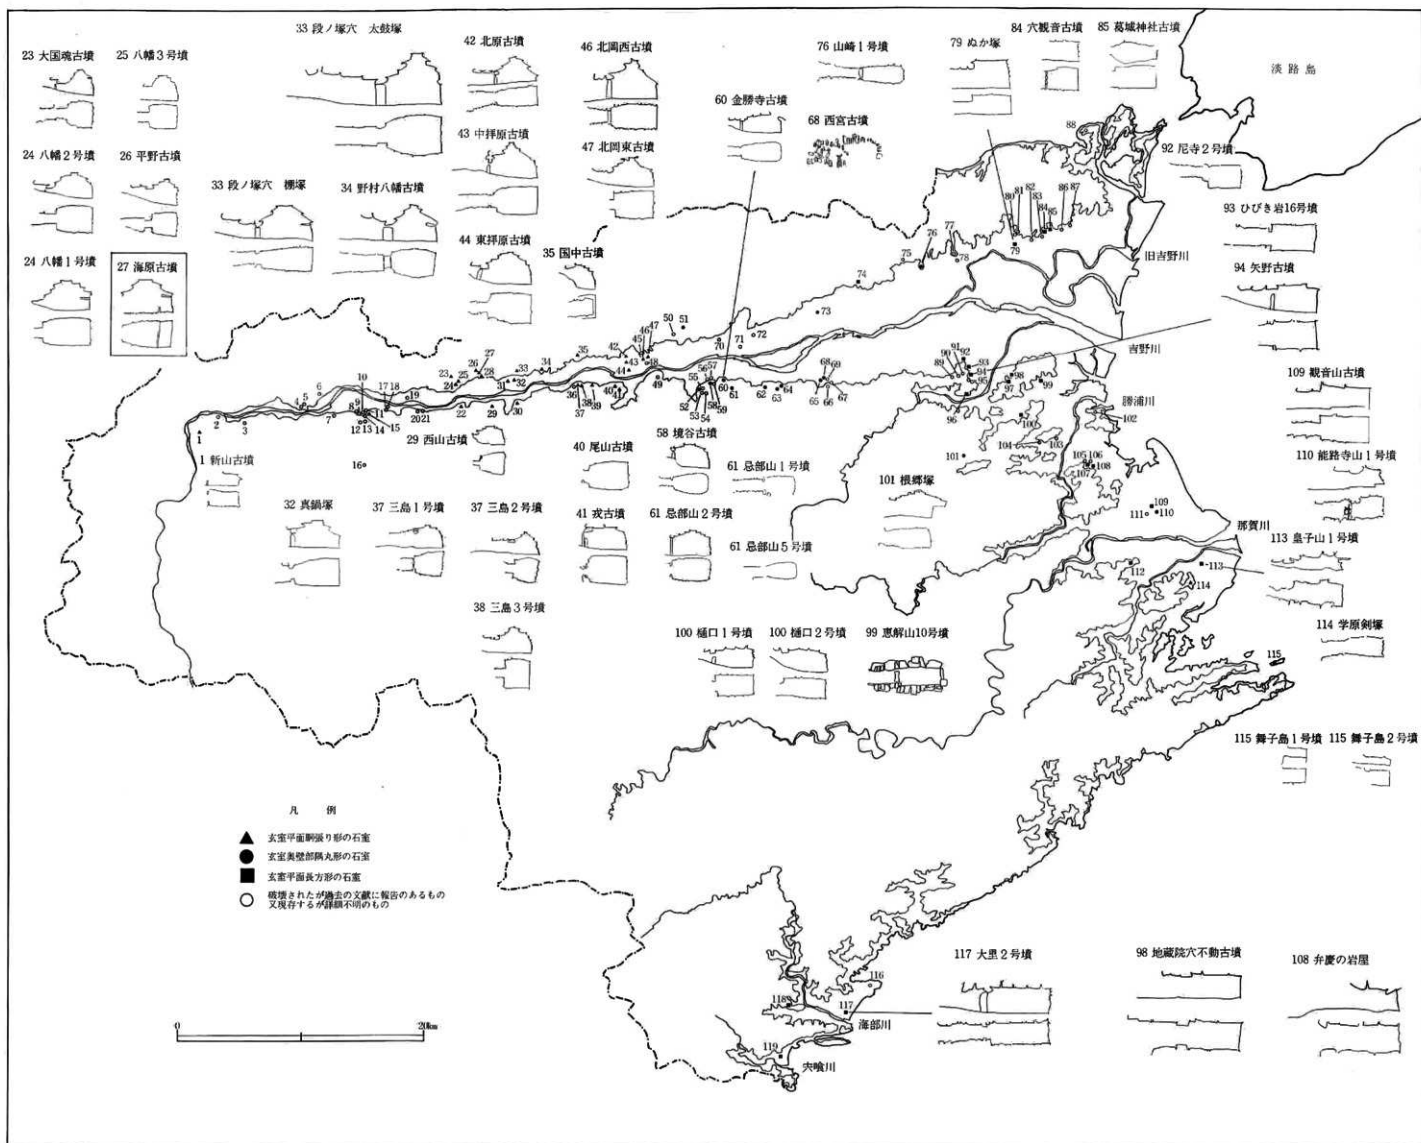 33 段ノ塚穴 太鼓塚
42 北原古墳
46 北岡西古墳
76 山崎1号墳
79 ぬか塚
84 穴観音古墳
85 葛城神社古墳
23 大国魂古墳
25 八幡3号墳
淡路島
60 金勝寺古墳
68 西宮古墳
43 中拝原古墳
47 北岡東古墳
92 尼寺2号墳
24 八幡2号墳
26 平野古墳
33 段ノ塚穴 棚塚
34 野村八幡古墳
93 ひびき岩16号墳
44 東拝原古墳
35 国中古墳
24 八幡1号墳
27 海原古墳
旧吉野川
94 矢野古墳
吉野川
109 観音山古墳
勝浦川
29 西山古墳
40 尾山古墳
58 境谷古墳
1 新山古墳
61 忌部山1号墳
101 根郷塚
110 能路寺山1号墳
32 真鍋塚
37 三島1号墳
37 三島2号墳
41 戎古墳
61 忌部山2号墳
那賀川
61 忌部山5号墳
113 皇子山1号墳
38 三島3号墳
114 学原剣塚
100 樋口1号墳
100 樋口2号墳
99 恵解山10号墳
115 舞子島1号墳
115 舞子島2号墳
凡 例
▲ 玄室平面胴張り形の石室
● 玄室奥壁部隅丸形の石室
■ 玄室平面長方形の石室
○ 破壊されたが過去の文献に報告のあるもの
又現存するが詳細不明のもの
117 大里2号墳
98 地蔵院穴不動古墳
108 弁慶の岩屋
海部川
宍喰川
0 20km